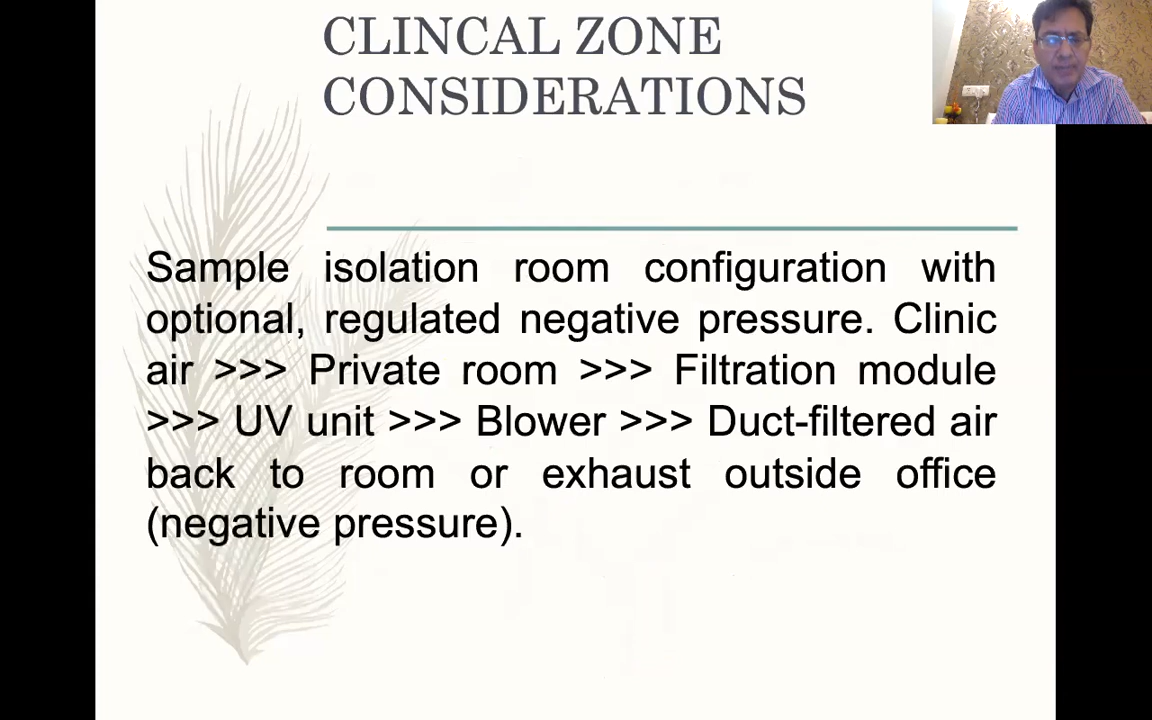 CLINCAL ZONE
CONSIDERATIONS
Sample isolation room configuration with
optional, regulated negative pressure. Clinic
air >>> Private room >>> Filtration module
>>> UV unit >>> Blower >>> Duct-filtered air
back to room or exhaust outside office
(negative pressure).